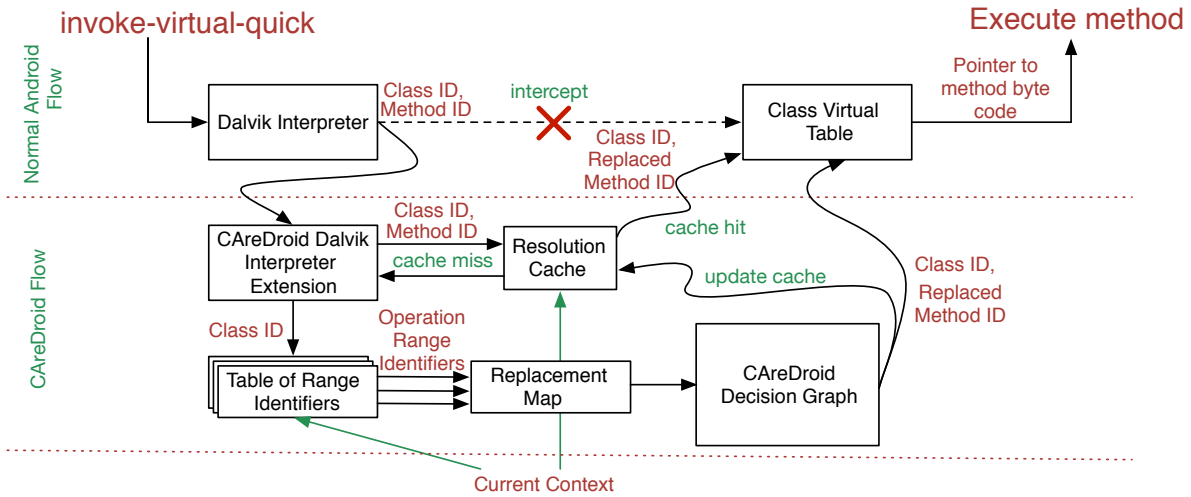 invoke-virtual-quick
Execute method
Normal Android
Flow
Class ID,
Method ID
intercept
Pointer to
method byte
code
Dalvik Interpreter
Class Virtual
Table
Class ID,
Replaced
Method ID
CAreDroid Flow
CAreDroid Dalvik
Interpreter
Extension
Class ID,
Method ID
cache miss
Resolution
Cache
cache hit
update cache
Class ID,
Replaced
Method ID
Class ID
Operation
Range
Identifiers
Table of Range
Identifiers
Replacement
Map
CAreDroid
Decision Graph
Current Context